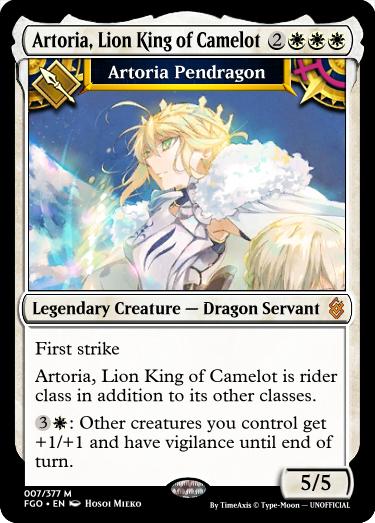 Artoria, Lion King of Camelot 2
Artoria Pendragon
Legendary Creature — Dragon Servant
First strike
Artoria, Lion King of Camelot is rider
class in addition to its other classes.
3 : Other creatures you control get
+1/+1 and have vigilance until end of
turn.
5/5
007/377 M
FGO • EN Hosoi Mieko
By TimeAxis © Type-Moon — UNOFFICIAL